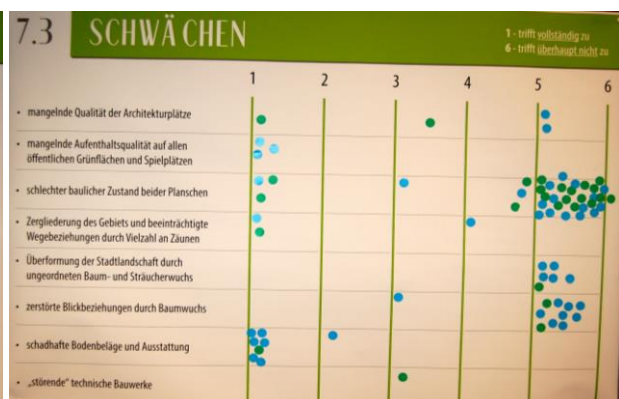 7.3 SCHWÄCHEN
1 - trifft vollständig zu
6 - trifft überhaupt nicht zu
1 2 3 4 5 6
• mangelnde Qualität der Architekturplätze
• mangelnde Aufenthaltsqualität auf allen
öffentlichen Grünflächen und Spielplätzen
• schlechter baulicher Zustand beider Planschen
• Zergliederung des Gebiets und beeinträchtigte
Wegebeziehungen durch Vielzahl an Zäunen
• Überformung der Stadtlandschaft durch
ungeordneten Baum- und Sträucherwuchs
• zerstörte Blickbeziehungen durch Baumwuchs
• schadhafte Bodenbeläge und Ausstattung
• „störende" technische Bauwerke